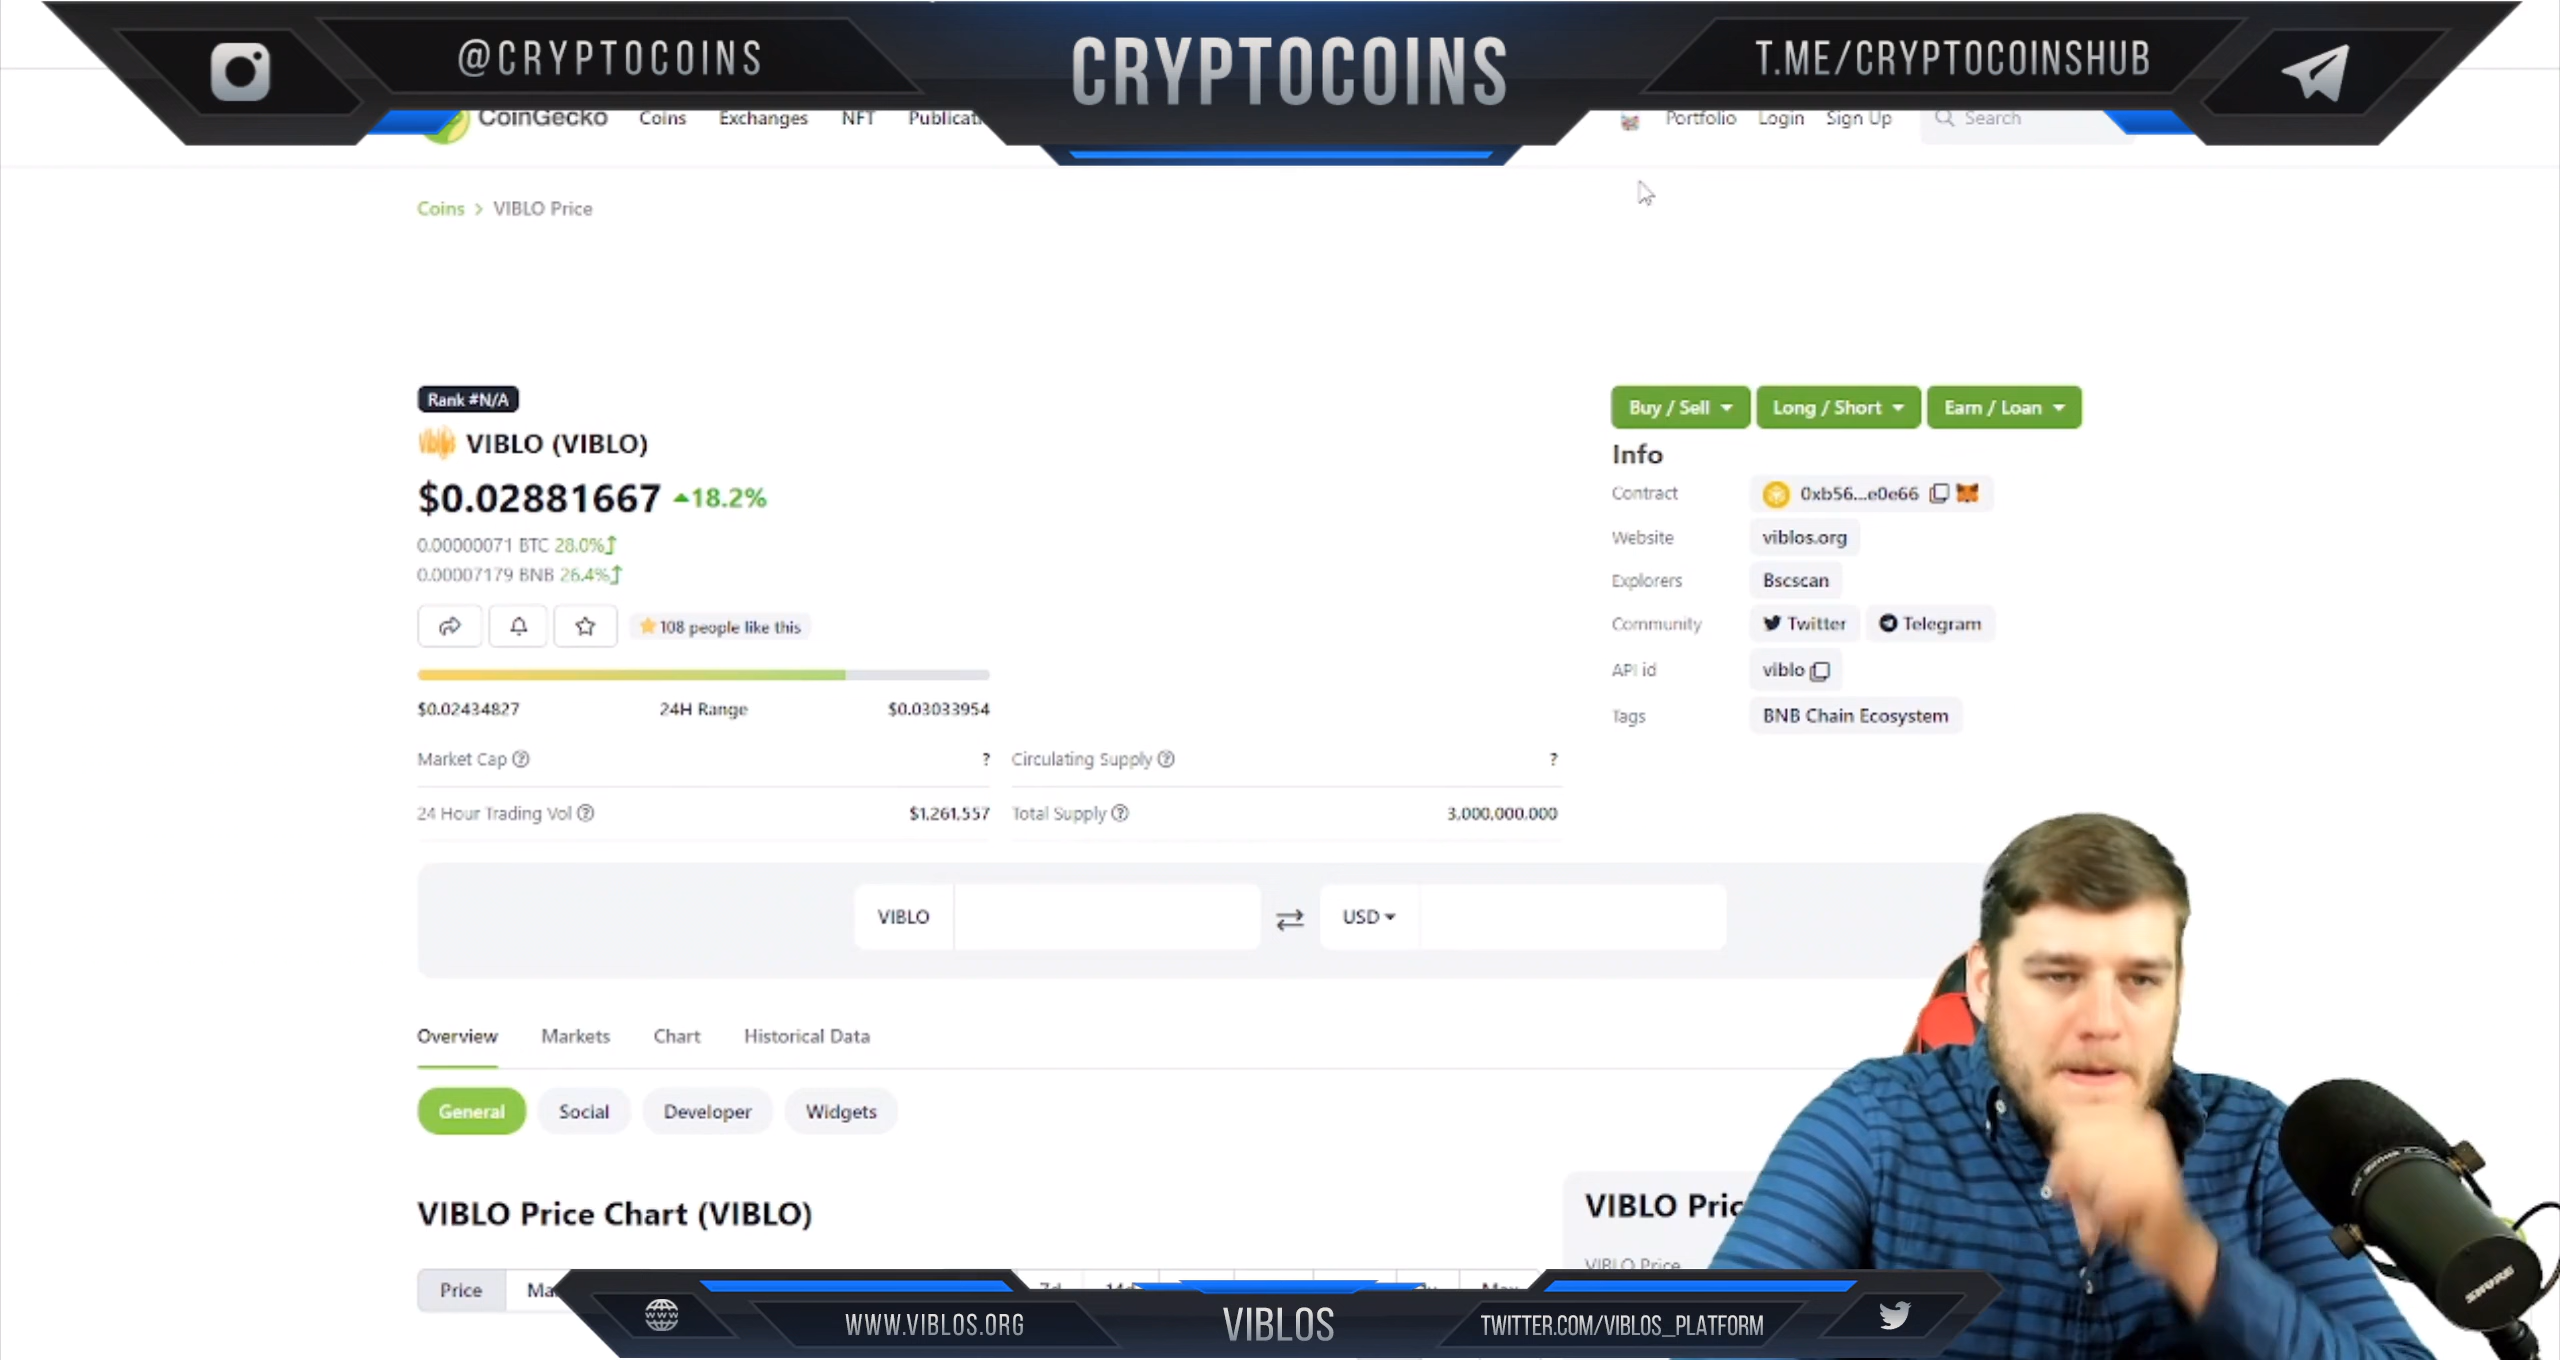 @CRYPTOCOINS
CRYPTOCOINS
T.ME/CRYPTOCOINSHUB
CoinGecko Coins Exchanges NFT
Portfolio Login Sign Up Search
Coins > VIBLO Price
Rank #N/A
VIBLO (VIBLO)
$0.02881667 18.2%
0.00000071 BTC 28.0%
0.00007179 BNB 26.4%
108 people like this
$0.02434827 24H Range $0.03033954
Market Cap ? ?
Circulating Supply ? ?
24 Hour Trading Vol ? $1,261,557
Total Supply ? 3,000,000,000
Buy / Sell Long / Short Earn / Loan
Info
Contract 0xb56...e0e66
Website viblos.org
Explorers Bscscan
Community Twitter Telegram
API id viblo
Tags BNB Chain Ecosystem
VIBLO USD
Overview Markets Chart Historical Data
General Social Developer Widgets
VIBLO Price Chart (VIBLO)
VIBLO Pric
VIBLO Price
Price Ma
WWW.VIBLOS.ORG
VIBLOS
TWITTER.COM/VIBLOS_PLATFORM
SHURE